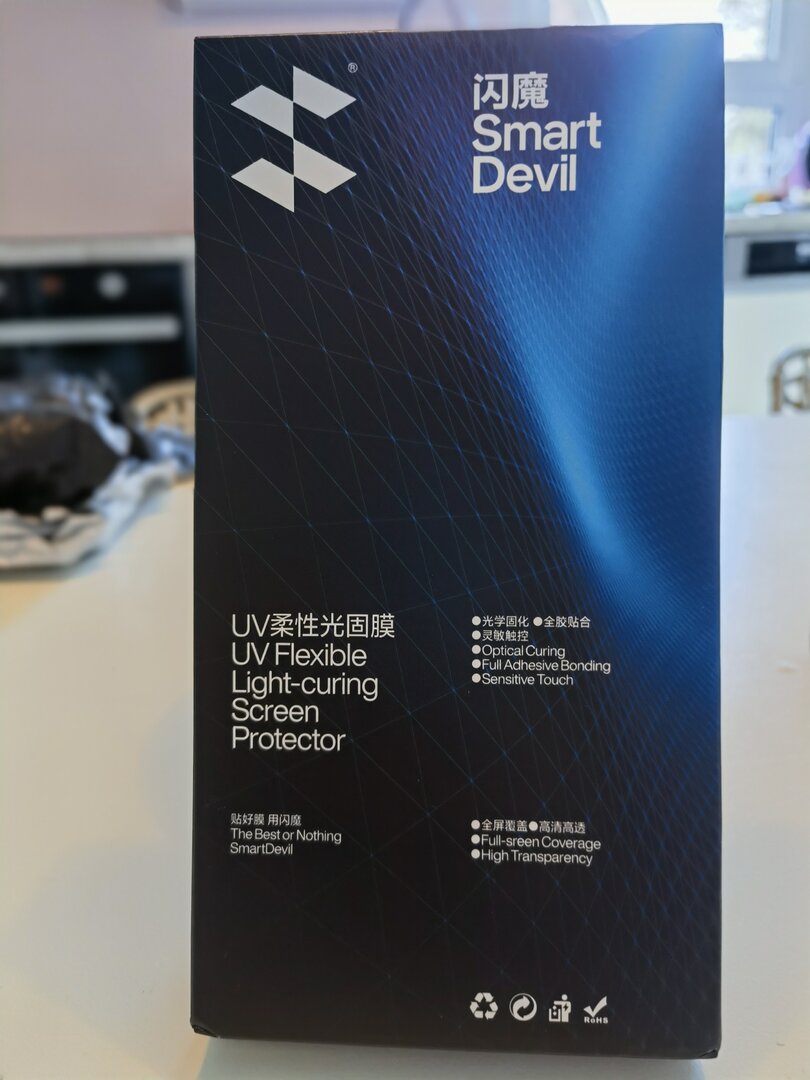 ®
闪魔
Smart
Devil
UV柔性光固膜
UV Flexible
Light-curing
Screen
Protector
●光学固化 ●全胶贴合
●灵敏触控
●Optical Curing
●Full Adhesive Bonding
●Sensitive Touch
贴好膜 用闪魔
The Best or Nothing
SmartDevil
●全屏覆盖●高清高透
●Full-sreen Coverage
●High Transparency
RoHS